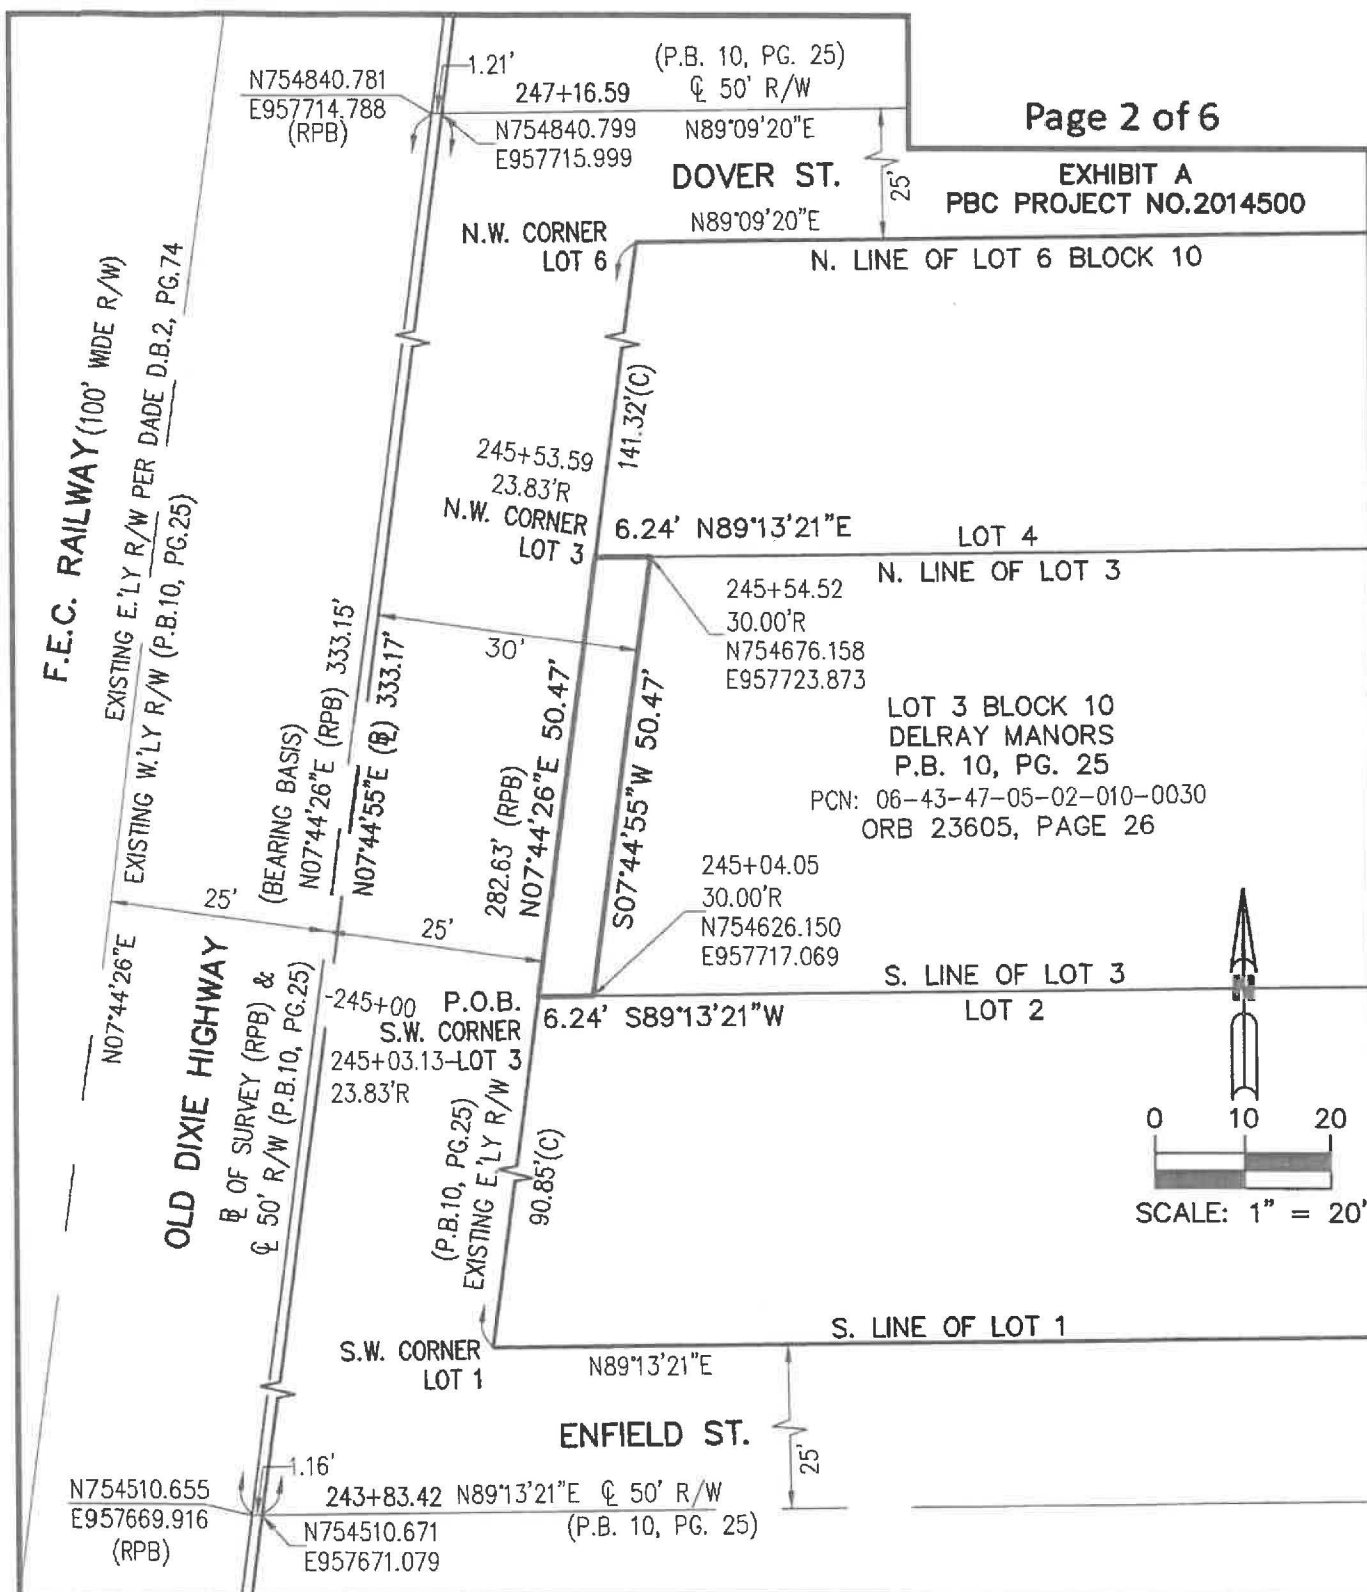 1.21'
(P.B. 10, PG. 25)
℄ 50' R/W
N754840.781
E957714.788
(RPB)
247+16.59
N754840.799
E957715.999
N89°09'20"E
Page 2 of 6
EXHIBIT A
PBC PROJECT NO.2014500
DOVER ST.
25'
N89°09'20"E
N.W. CORNER
LOT 6
N. LINE OF LOT 6 BLOCK 10
F.E.C. RAILWAY (100' WIDE R/W)
EXISTING E.'LY R/W PER DADE D.B.2, PG.74
EXISTING W.'LY R/W (P.B.10, PG.25)
141.32'(C)
245+53.59
23.83'R
N.W. CORNER
LOT 3
6.24' N89°13'21"E
LOT 4
N. LINE OF LOT 3
245+54.52
30.00'R
N754676.158
E957723.873
30'
(BEARING BASIS)
N07°44'26"E (RPB) 333.15'
N07°44'55"E (BL) 333.17'
282.63' (RPB)
N07°44'26"E 50.47'
S07°44'55"W 50.47'
LOT 3 BLOCK 10
DELRAY MANORS
P.B. 10, PG. 25
PCN: 06-43-47-05-02-010-0030
ORB 23605, PAGE 26
245+04.05
30.00'R
N754626.150
E957717.069
25'
25'
N07°44'26"E
S. LINE OF LOT 3
LOT 2
-245+00
P.O.B.
S.W. CORNER
LOT 3
245+03.13
23.83'R
6.24' S89°13'21"W
OLD DIXIE HIGHWAY
BL OF SURVEY (RPB) &
℄ 50' R/W (P.B.10, PG.25)
(P.B.10, PG.25)
EXISTING E'LY R/W
90.85'(C)
N
0 10 20
SCALE: 1" = 20'
S. LINE OF LOT 1
S.W. CORNER
LOT 1
N89°13'21"E
ENFIELD ST.
25'
1.16'
N754510.655
E957669.916
(RPB)
243+83.42 N89°13'21"E ℄ 50' R/W
(P.B. 10, PG. 25)
N754510.671
E957671.079